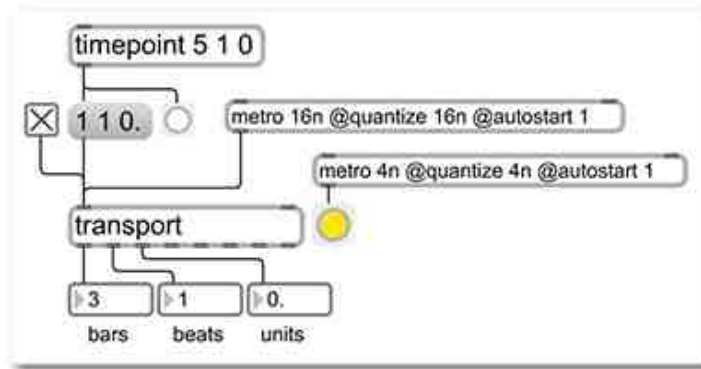 timepoint 5 1 0
1 1 0.
metro 16n @quantize 16n @autostart 1
metro 4n @quantize 4n @autostart 1
transport
3
1
0.
bars
beats
units